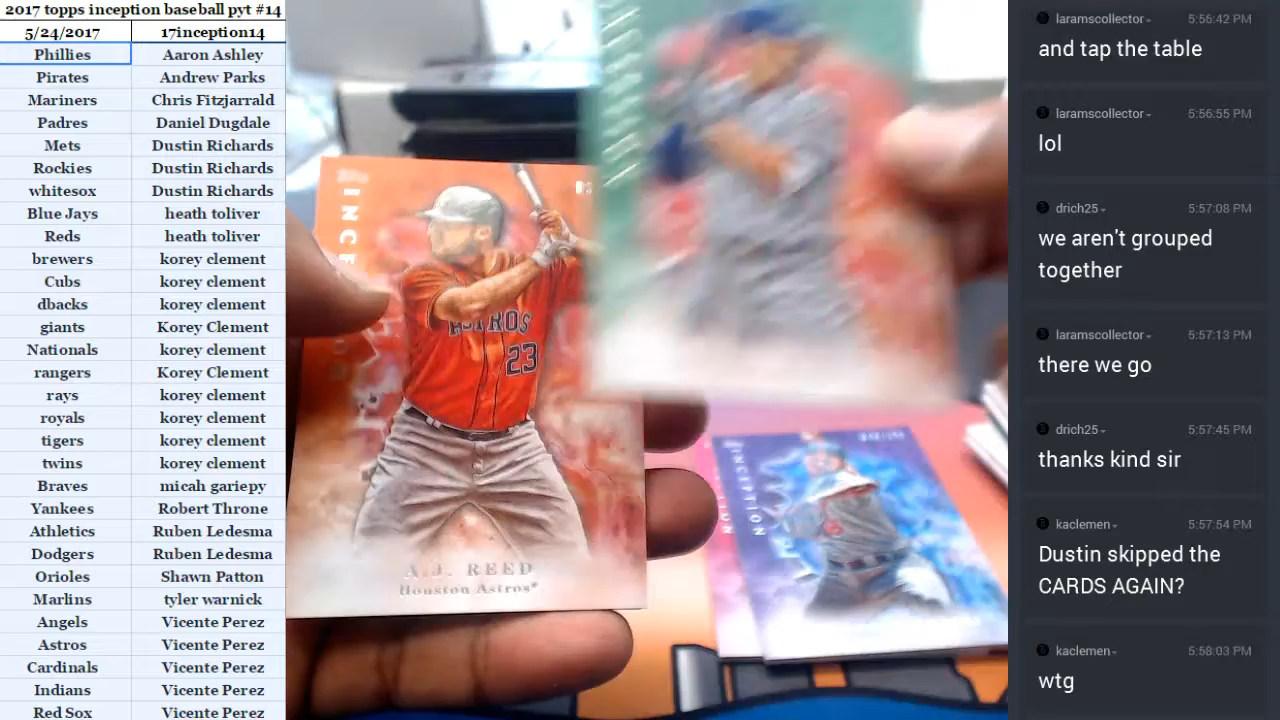 2017 topps inception baseball pyt #14
5/24/2017 17inception14
Phillies Aaron Ashley
Pirates Andrew Parks
Mariners Chris Fitzjarrald
Padres Daniel Dugdale
Mets Dustin Richards
Rockies Dustin Richards
whitesox Dustin Richards
Blue Jays heath toliver
Reds heath toliver
brewers korey clement
Cubs korey clement
dbacks korey clement
giants Korey Clement
Nationals korey clement
rangers Korey Clement
rays korey clement
royals korey clement
tigers korey clement
twins korey clement
Braves micah gariepy
Yankees Robert Throne
Athletics Ruben Ledesma
Dodgers Ruben Ledesma
Orioles Shawn Patton
Marlins tyler warnick
Angels Vicente Perez
Astros Vicente Perez
Cardinals Vicente Perez
Indians Vicente Perez
Red Sox Vicente Perez
INCE
ASTROS
23
A.J. REED
Houston Astros
INCEPTION
laramscollector 5:56:42 PM
and tap the table
laramscollector 5:56:55 PM
lol
drich25 5:57:08 PM
we aren't grouped
together
laramscollector 5:57:13 PM
there we go
drich25 5:57:45 PM
thanks kind sir
kaclemen 5:57:54 PM
Dustin skipped the
CARDS AGAIN?
kaclemen 5:58:03 PM
wtg